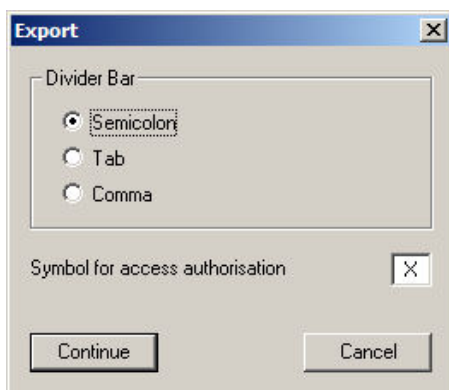 Export
Divider Bar
Semicolon
Tab
Comma
Symbol for access authorisation X
Continue Cancel